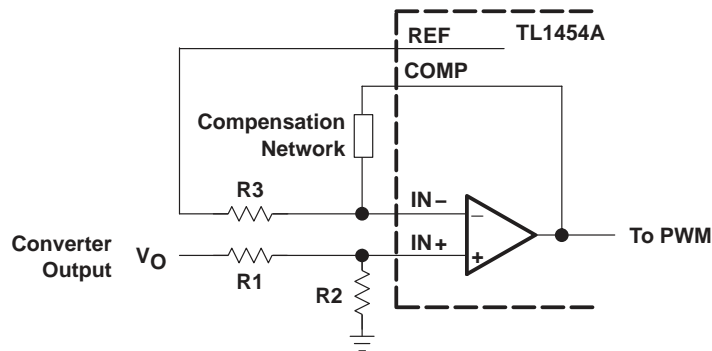 REF
TL1454A
COMP
Compensation
Network
R3
IN−
−
Converter
Output
VO
R1
IN+
+
To PWM
R2